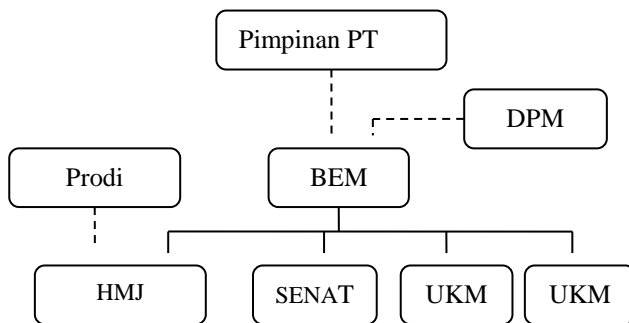 Pimpinan PT
DPM
Prodi
BEM
HMJ
SENAT
UKM
UKM